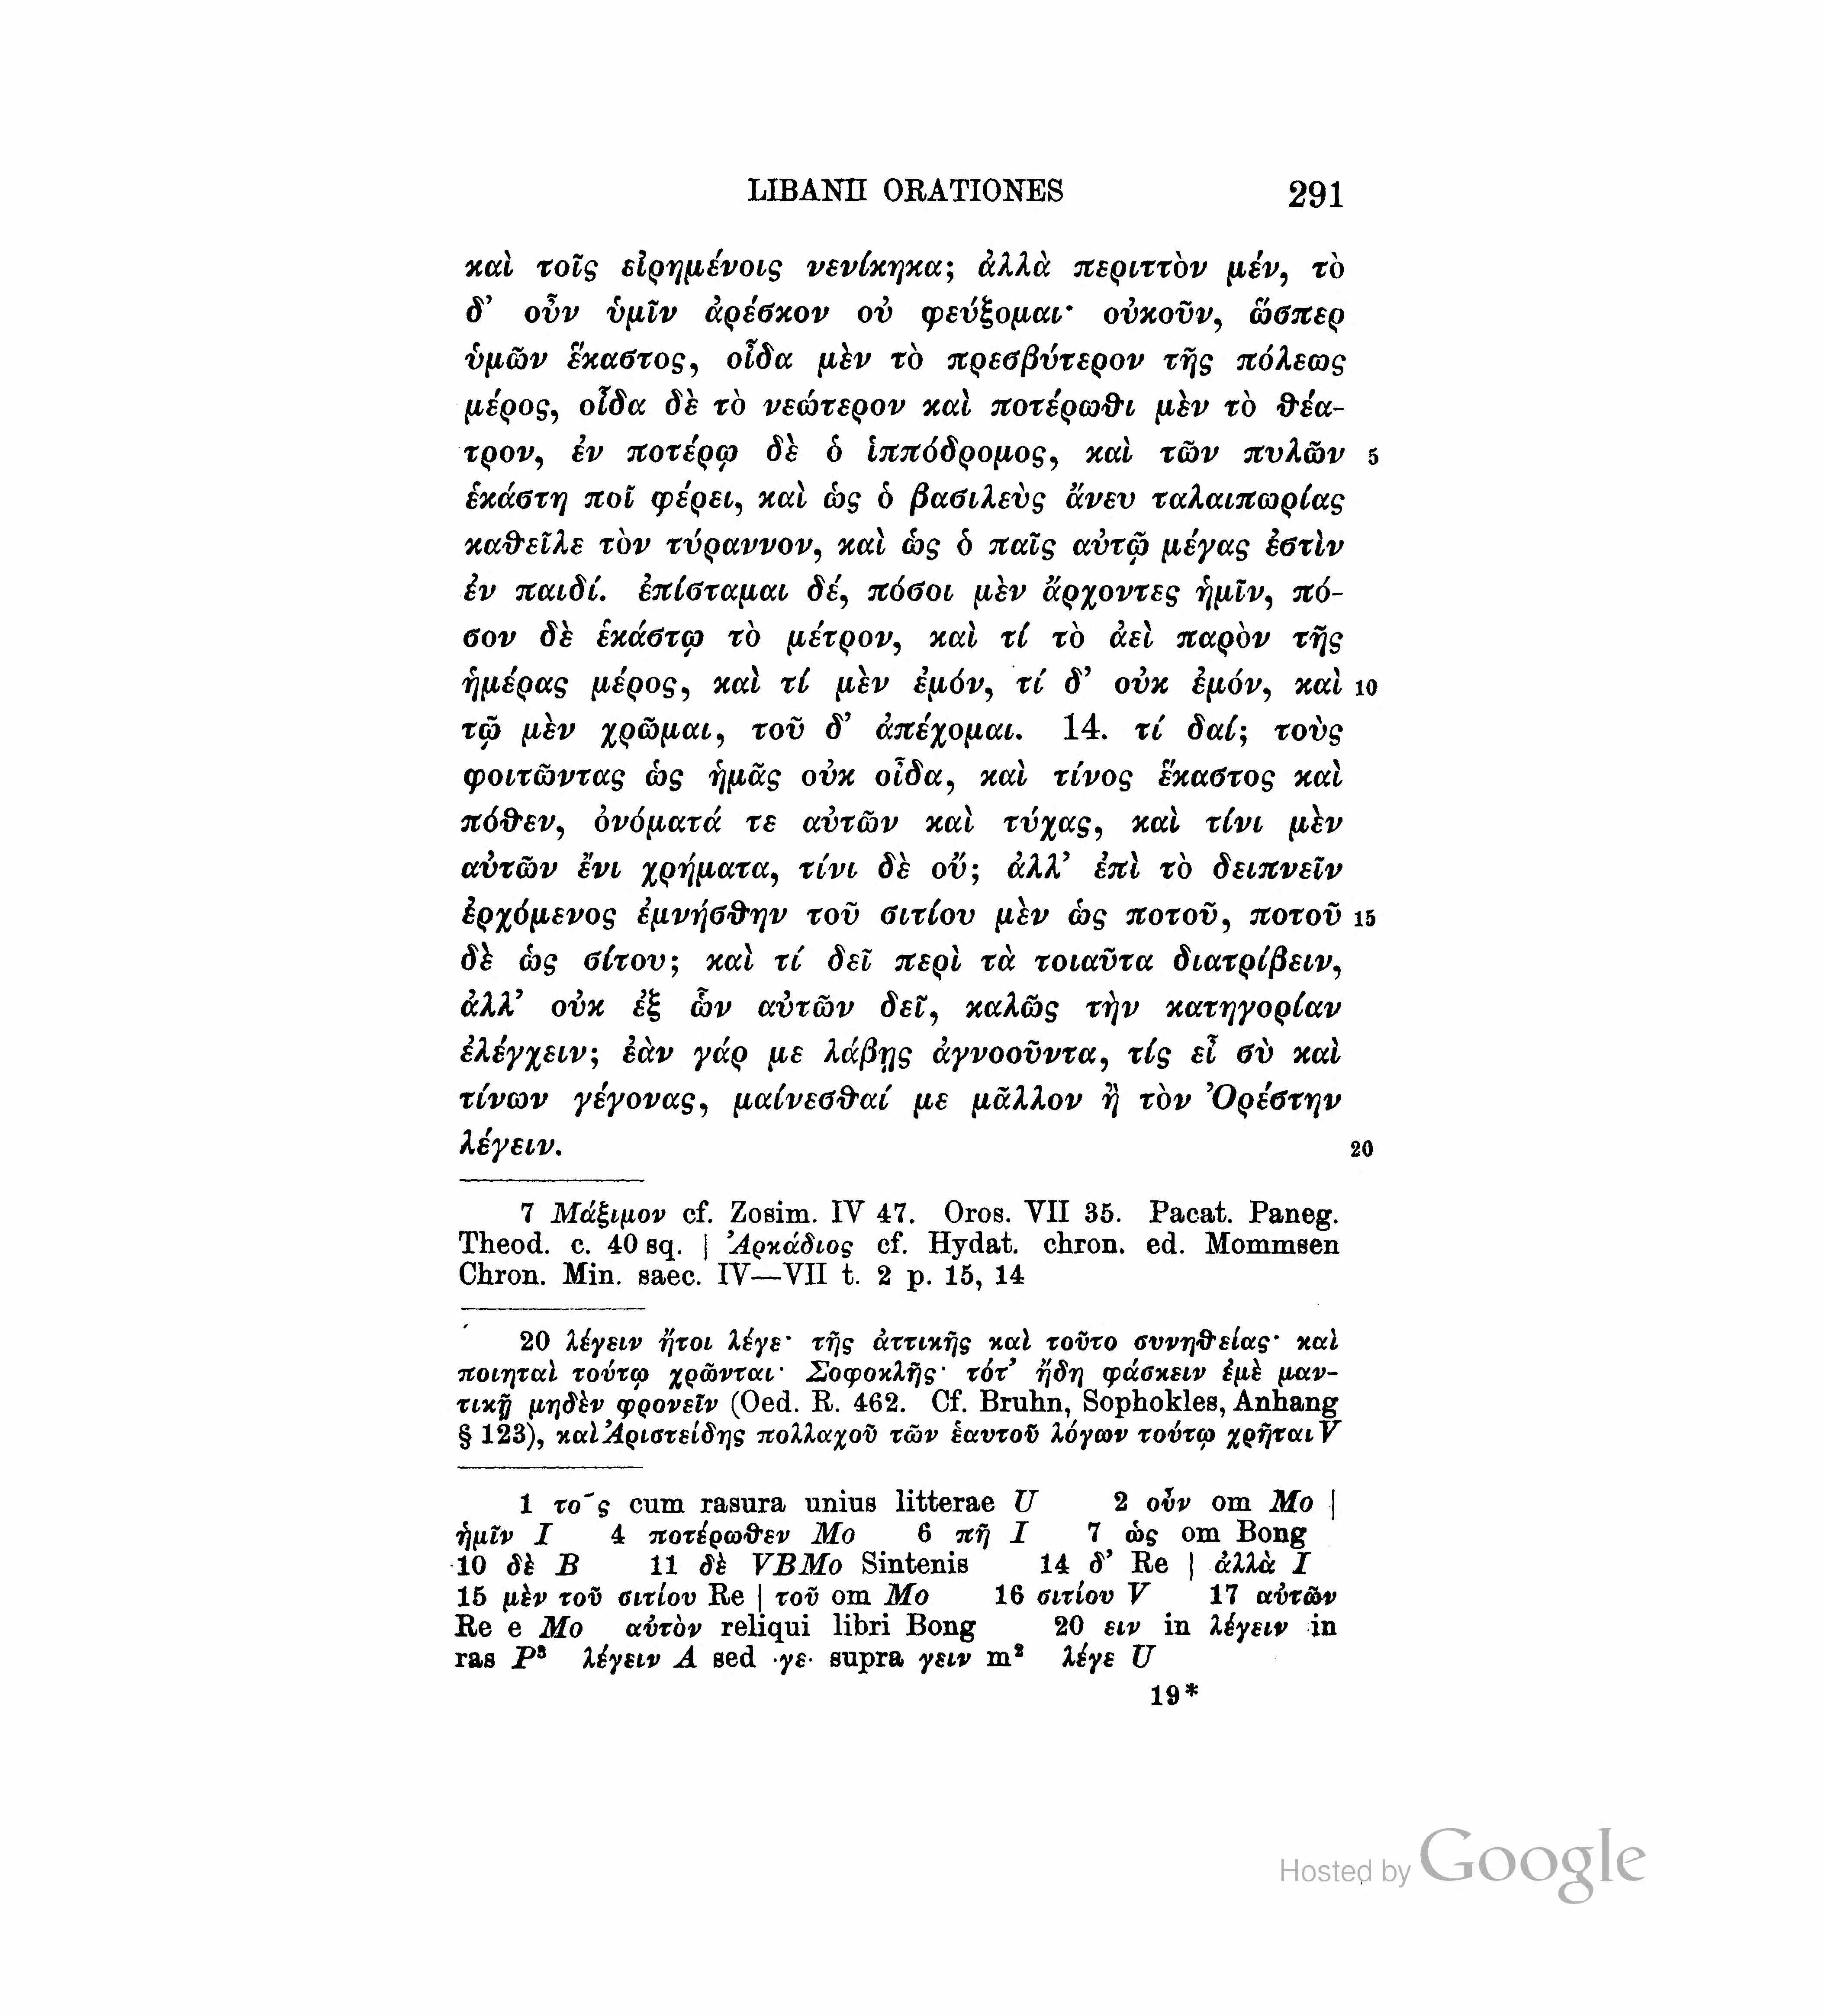 LIBANII ORATIONES 291
καὶ τοῖς εἰρημένοις νενίκηκα; ἀλλὰ περιττὸν μέν, τὸ
δ’ οὖν ὑμῖν ἀρέσκον οὐ φεύξομαι· οὐκοῦν, ὥσπερ
ὑμῶν ἕκαστος, οἶδα μὲν τὸ πρεσβύτερον τῆς πόλεως
μέρος, οἶδα δὲ τὸ νεώτερον καὶ ποτέρωθι μὲν τὸ θέα-
τρον, ἐν ποτέρῳ δὲ ὁ ἱππόδρομος, καὶ τῶν πυλῶν 5
ἑκάστη ποῖ φέρει, καὶ ὡς ὁ βασιλεὺς ἄνευ ταλαιπωρίας
καθεῖλε τὸν τύραννον, καὶ ὡς ὁ παῖς αὐτῷ μέγας ἐστὶν
ἐν παιδί. ἐπίσταμαι δέ, πόσοι μὲν ἄρχοντες ἡμῖν, πό-
σον δὲ ἑκάστῳ τὸ μέτρον, καὶ τί τὸ ἀεὶ παρὸν τῆς
ἡμέρας μέρος, καὶ τί μὲν ἐμόν, τί δ’ οὐκ ἐμόν, καὶ 10
τῷ μὲν χρῶμαι, τοῦ δ’ ἀπέχομαι. 14. τί δαί; τοὺς
φοιτῶντας ὡς ἡμᾶς οὐκ οἶδα, καὶ τίνος ἕκαστος καὶ
πόθεν, ὀνόματά τε αὐτῶν καὶ τύχας, καὶ τίνι μὲν
αὐτῶν ἔνι χρήματα, τίνι δὲ οὔ; ἀλλ’ ἐπὶ τὸ δειπνεῖν
ἐρχόμενος ἐμνήσθην τοῦ σιτίου μὲν ὡς ποτοῦ, ποτοῦ 15
δὲ ὡς σίτου; καὶ τί δεῖ περὶ τὰ τοιαῦτα διατρίβειν,
ἀλλ’ οὐκ ἐξ ὧν αὐτῶν δεῖ, καλῶς τὴν κατηγορίαν
ἐλέγχειν; ἐὰν γάρ με λάβῃς ἀγνοοῦντα, τίς εἶ σὺ καὶ
τίνων γέγονας, μαίνεσθαί με μᾶλλον ἢ τὸν Ὀρέστην
λέγειν. 20
7 Μάξιμον cf. Zosim. IV 47. Oros. VII 35. Pacat. Paneg.
Theod. c. 40 sq. | Ἀρκάδιος cf. Hydat. chron. ed. Mommsen
Chron. Min. saec. IV—VII t. 2 p. 15, 14
20 λέγειν ἤτοι λέγε· τῆς ἀττικῆς καὶ τοῦτο συνηθείας· καὶ
ποιηταὶ τούτῳ χρῶνται· Σοφοκλῆς· τότ’ ἤδη φάσκειν ἐμὲ μαν-
τικῇ μηδὲν φρονεῖν (Oed. R. 462. Cf. Bruhn, Sophokles, Anhang
§ 123), καὶ Ἀριστείδης πολλαχοῦ τῶν ἑαυτοῦ λόγων τούτῳ χρῆται V
1 το῀ς cum rasura unius litterae U 2 οὖν om Mo |
ἡμῖν I 4 ποτέρωθεν Mo 6 πῆ I 7 ὡς om Bong
10 δὲ B 11 δὲ VBMo Sintenis 14 δ’ Re | ἀλλὰ I
15 μὲν τοῦ σιτίου Re | τοῦ om Mo 16 σιτίου V 17 αὐτῶν
Re e Mo αὐτὸν reliqui libri Bong 20 ειν in λέγειν in
ras P³ λέγειν A sed ·γε· supra γειν m² λέγε U
19*
Hosted by Google